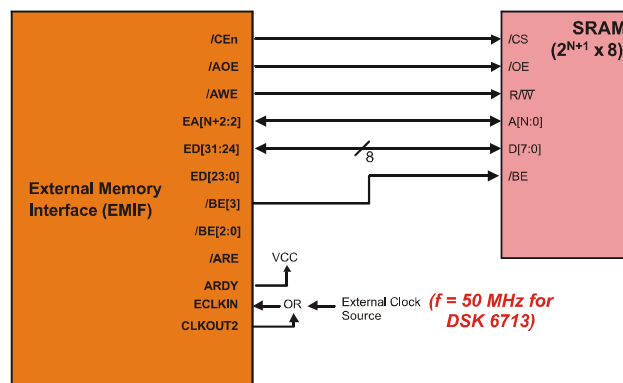 SRAM
(2^N+1 x 8)
/CEn
/CS
/AOE
/OE
/AWE
R/W̅
EA[N+2:2]
A[N:0]
ED[31:24]
8
D[7:0]
External Memory
Interface (EMIF)
ED[23:0]
/BE
/BE[3]
/BE[2:0]
/ARE
VCC
ARDY
ECLKIN
OR
External Clock
Source
(f = 50 MHz for
DSK 6713)
CLKOUT2